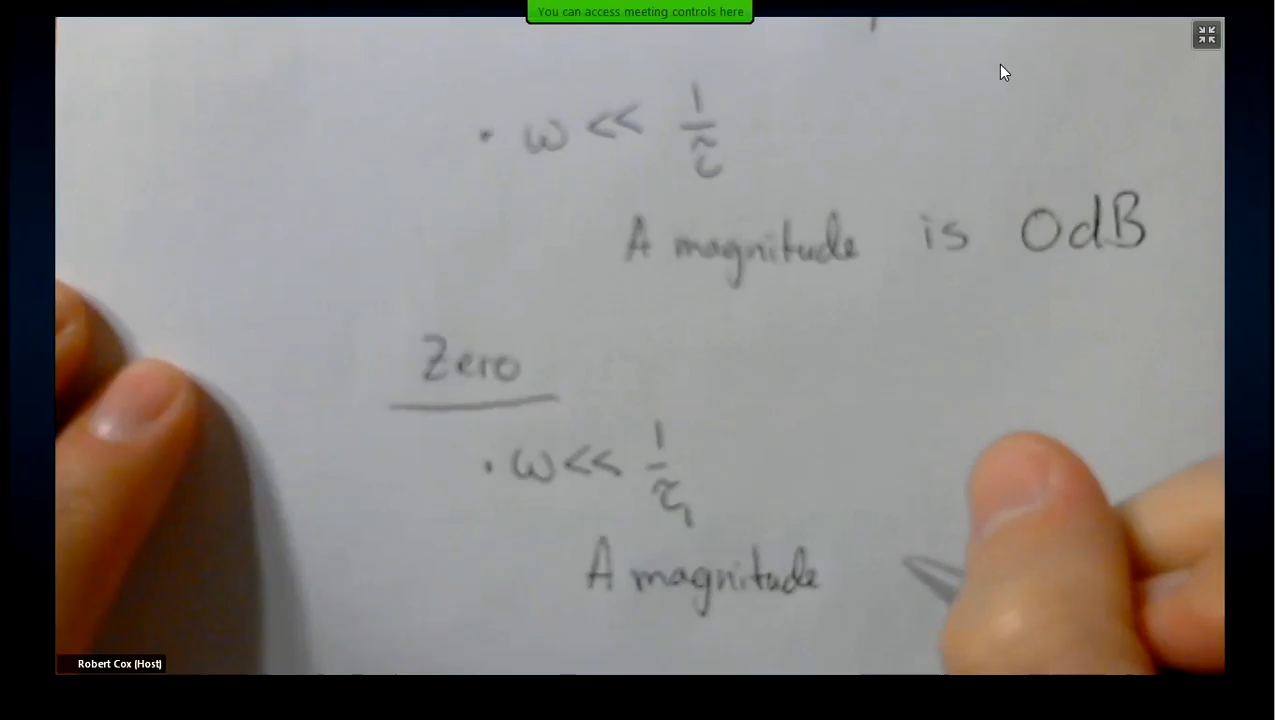 You can access meeting controls here
• ω << 1/τ
A magnitude is 0dB
Zero
• ω << 1/τ₁
A magnitude
Robert Cox (Host)